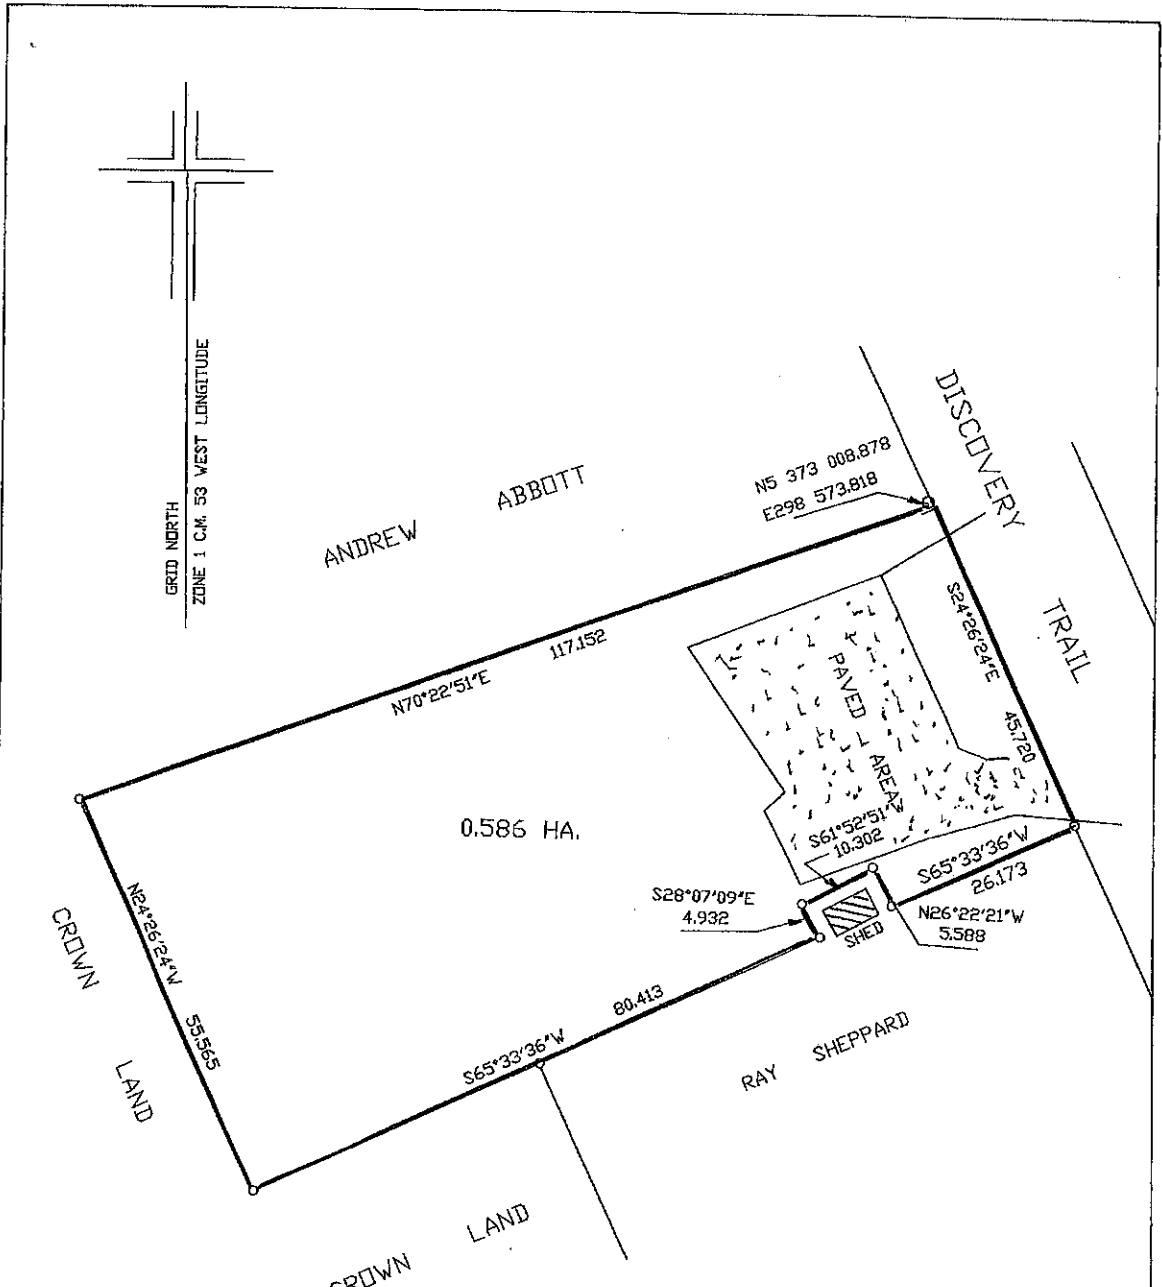 GRID NORTH
ZONE 1 C.M. 53 WEST LONGITUDE
DISCOVERY
TRAIL
N5 373 008.878
E298 573.818
ANDREW ABBOTT
117.152
N70°22'51"E
S24°26'24"E
45.720
PAVED AREA
0.586 HA.
S61°52'51"W
10.302
S65°33'36"W
26.173
S28°07'09"E
4.932
N26°22'21"W
5.588
SHED
CROWN
LAND
N24°26'24"W
55.565
80.413
S65°33'36"W
RAY SHEPPARD
CROWN LAND